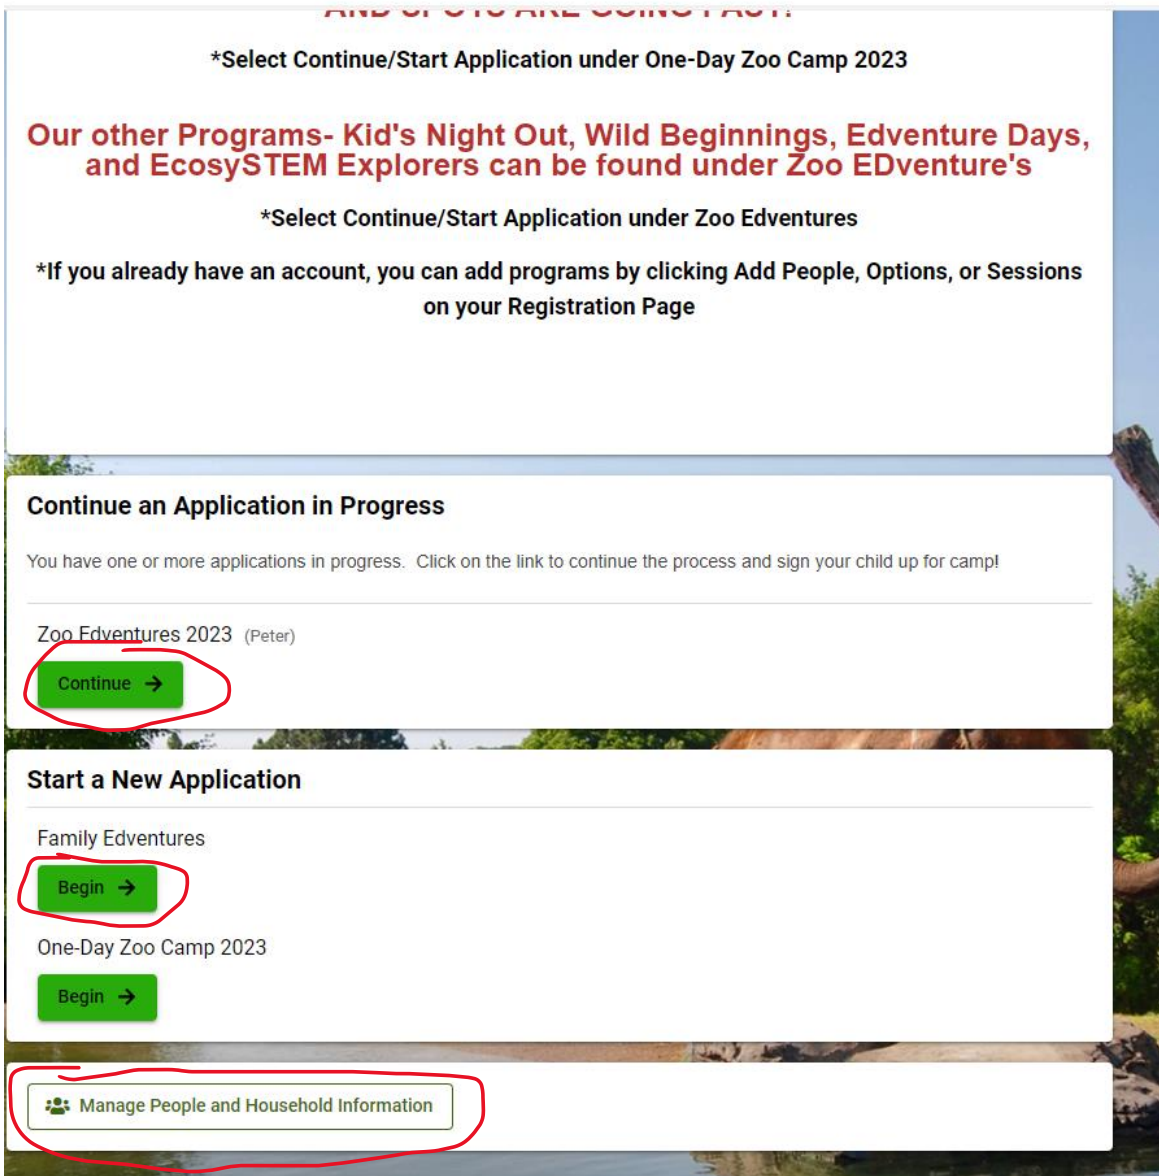 AND SPOTS ARE GOING FAST!
*Select Continue/Start Application under One-Day Zoo Camp 2023
Our other Programs- Kid's Night Out, Wild Beginnings, Edventure Days,
and EcosySTEM Explorers can be found under Zoo EDventure's
*Select Continue/Start Application under Zoo Edventures
*If you already have an account, you can add programs by clicking Add People, Options, or Sessions
on your Registration Page
Continue an Application in Progress
You have one or more applications in progress. Click on the link to continue the process and sign your child up for camp!
Zoo Edventures 2023 (Peter)
Continue →
Start a New Application
Family Edventures
Begin →
One-Day Zoo Camp 2023
Begin →
Manage People and Household Information